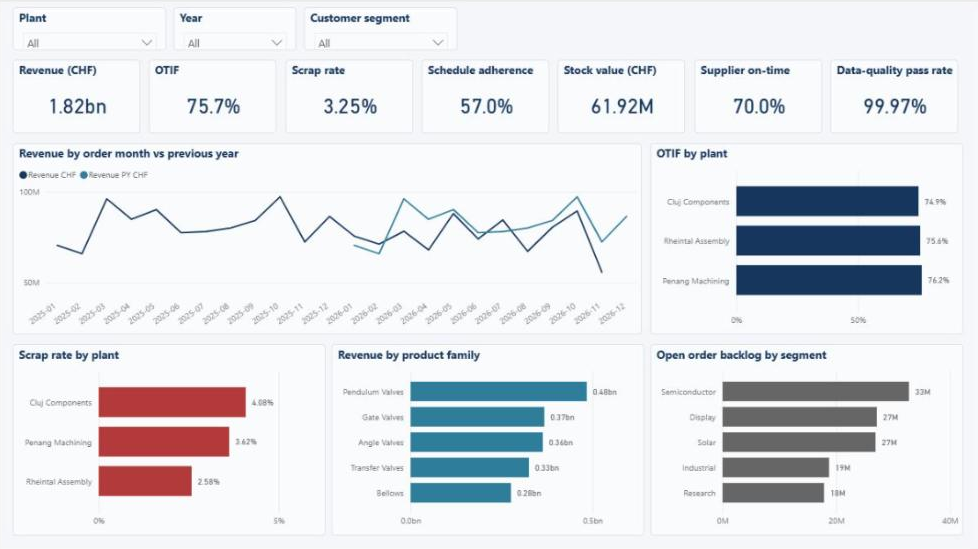 Plant
Year
Customer segment
All
All
All
Revenue (CHF)
OTIF
Scrap rate
Schedule adherence
Stock value (CHF)
Supplier on-time
Data-quality pass rate
1.82bn
75.7%
3.25%
57.0%
61.92M
70.0%
99.97%
Revenue by order month vs previous year
Revenue CHF
Revenue PY CHF
100M
50M
2025-01
2025-02
2025-03
2025-04
2025-05
2025-06
2025-07
2025-08
2025-09
2025-10
2025-11
2025-12
2026-01
2026-02
2026-03
2026-04
2026-05
2026-06
2026-07
2026-08
2026-09
2026-10
2026-11
2026-12
OTIF by plant
Cluj Components 74.9%
Rheintal Assembly 75.6%
Penang Machining 76.2%
0% 50%
Scrap rate by plant
Cluj Components 4.08%
Penang Machining 3.62%
Rheintal Assembly 2.58%
0% 5%
Revenue by product family
Pendulum Valves 0.48bn
Gate Valves 0.37bn
Angle Valves 0.36bn
Transfer Valves 0.33bn
Bellows 0.28bn
0.0bn 0.5bn
Open order backlog by segment
Semiconductor 33M
Display 27M
Solar 27M
Industrial 19M
Research 18M
0M 20M 40M